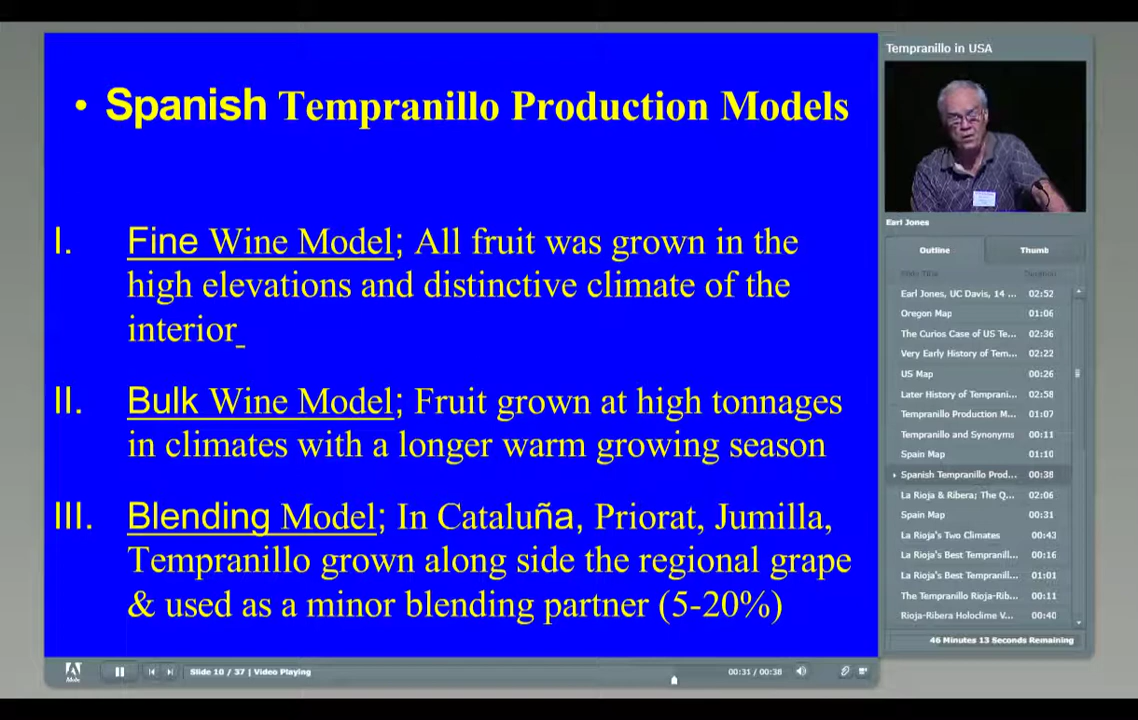 • Spanish Tempranillo Production Models
I. Fine Wine Model; All fruit was grown in the
high elevations and distinctive climate of the
interior_
II. Bulk Wine Model; Fruit grown at high tonnages
in climates with a longer warm growing season
III. Blending Model; In Cataluña, Priorat, Jumilla,
Tempranillo grown along side the regional grape
& used as a minor blending partner (5-20%)
Tempranillo in USA
Earl Jones
Outline Thumb
Slide Title Duration
Earl Jones, UC Davis, 14 ... 02:52
Oregon Map 01:06
The Curios Case of US Te... 02:36
Very Early History of Tem... 02:22
US Map 00:26
Later History of Temprani... 02:58
Tempranillo Production M... 01:07
Tempranillo and Synonyms 00:11
Spain Map 01:10
Spanish Tempranillo Prod... 00:38
La Rioja & Ribera; The Q... 02:06
Spain Map 00:31
La Rioja's Two Climates 00:43
La Rioja's Best Tempranill... 00:16
La Rioja's Best Tempranill... 01:01
The Tempranillo Rioja-Rib... 00:11
Rioja-Ribera Holoclime V... 00:40
46 Minutes 13 Seconds Remaining
Adobe
Slide 10 / 37 | Video Playing
00:31 / 00:38